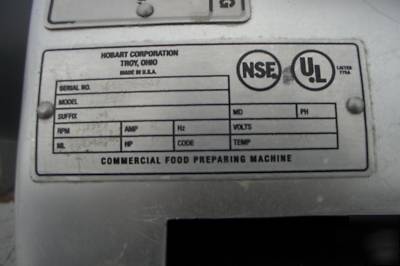 HOBART CORPORATION
TROY, OHIO
MADE IN U.S.A.
NSF
UL
LISTED
776A
SERIAL NO.
MODEL
SUFFIX MO PH
RPM AMP Hz VOLTS
ML HP CODE TEMP
COMMERCIAL FOOD PREPARING MACHINE